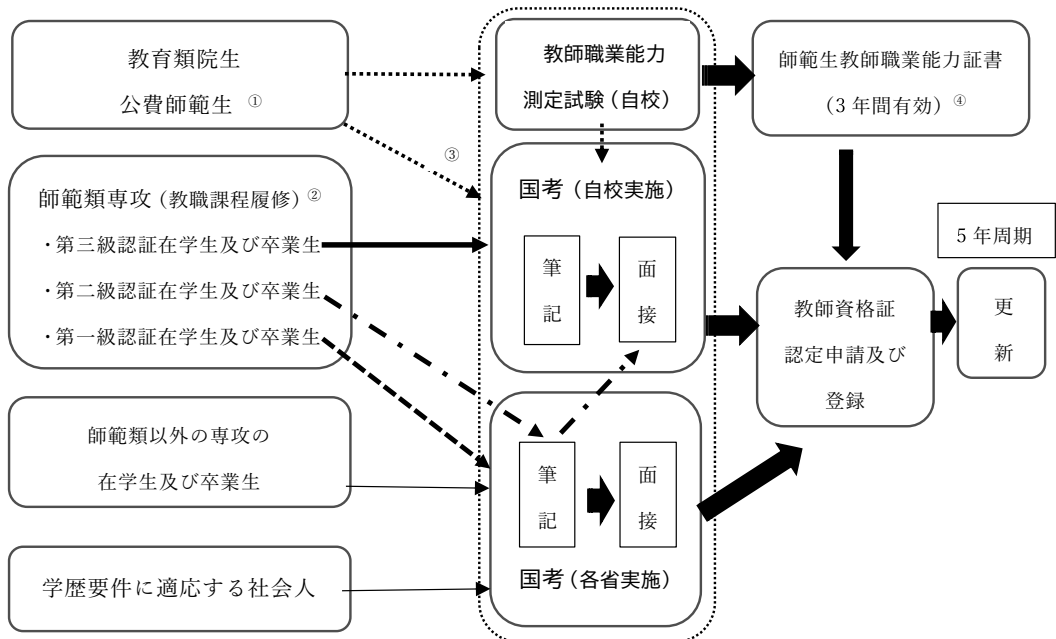 教育類院生
公費師範生 ①
師範類専攻（教職課程履修）②
・第三級認証在学生及び卒業生
・第二級認証在学生及び卒業生
・第一級認証在学生及び卒業生
師範類以外の専攻の
在学生及び卒業生
学歴要件に適応する社会人
③
教師職業能力
測定試験（自校）
国考（自校実施）
筆記
面接
筆記
面接
国考（各省実施）
師範生教師職業能力証書
（3 年間有効）④
教師資格証
認定申請及び
登録
5 年周期
更新